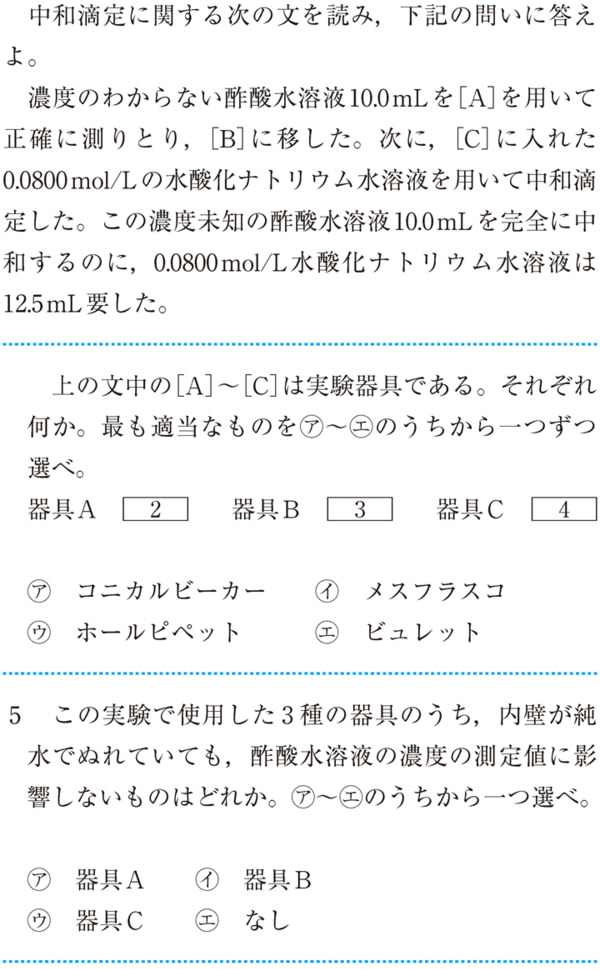 中和滴定に関する次の文を読み，下記の問いに答え
よ。
濃度のわからない酢酸水溶液10.0mLを[A]を用いて
正確に測りとり，[B]に移した。次に，[C]に入れた
0.0800mol/Lの水酸化ナトリウム水溶液を用いて中和滴
定した。この濃度未知の酢酸水溶液10.0mLを完全に中
和するのに，0.0800mol/L水酸化ナトリウム水溶液は
12.5mL要した。
上の文中の[A]～[C]は実験器具である。それぞれ
何か。最も適当なものを㋐～㋓のうちから一つずつ
選べ。
器具A 2 器具B 3 器具C 4
㋐ コニカルビーカー ㋑ メスフラスコ
㋒ ホールピペット ㋓ ビュレット
5 この実験で使用した3種の器具のうち，内壁が純
水でぬれていても，酢酸水溶液の濃度の測定値に影
響しないものはどれか。㋐～㋓のうちから一つ選べ。
㋐ 器具A ㋑ 器具B
㋒ 器具C ㋓ なし